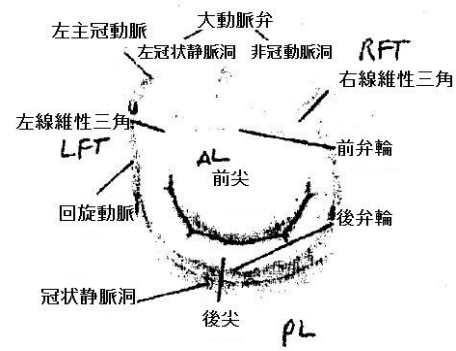 大動脈弁
左主冠動脈
左冠状静脈洞
非冠動脈洞
RFT
右線維性三角
左線維性三角
LFT
前弁輪
AL
前尖
回旋動脈
後弁輪
冠状静脈洞
後尖
PL